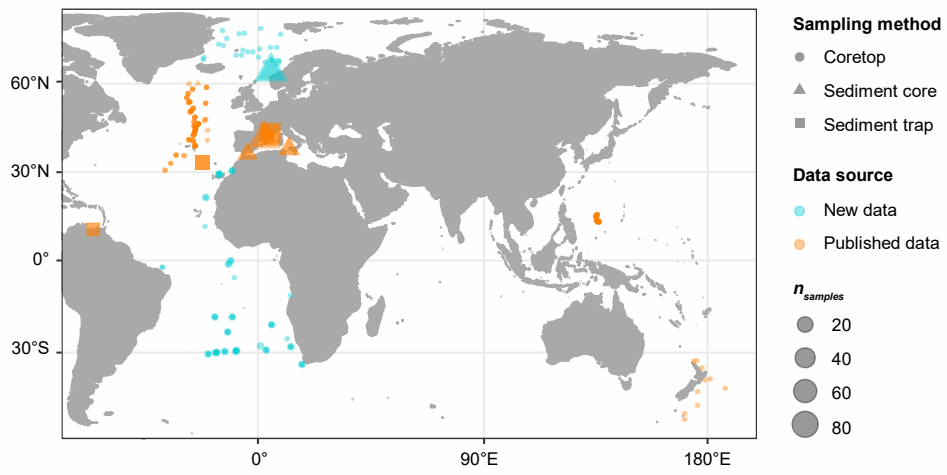 60°N
30°N
0°
30°S
0°
90°E
180°E
Sampling method
Coretop
Sediment core
Sediment trap
Data source
New data
Published data
n samples
20
40
60
80